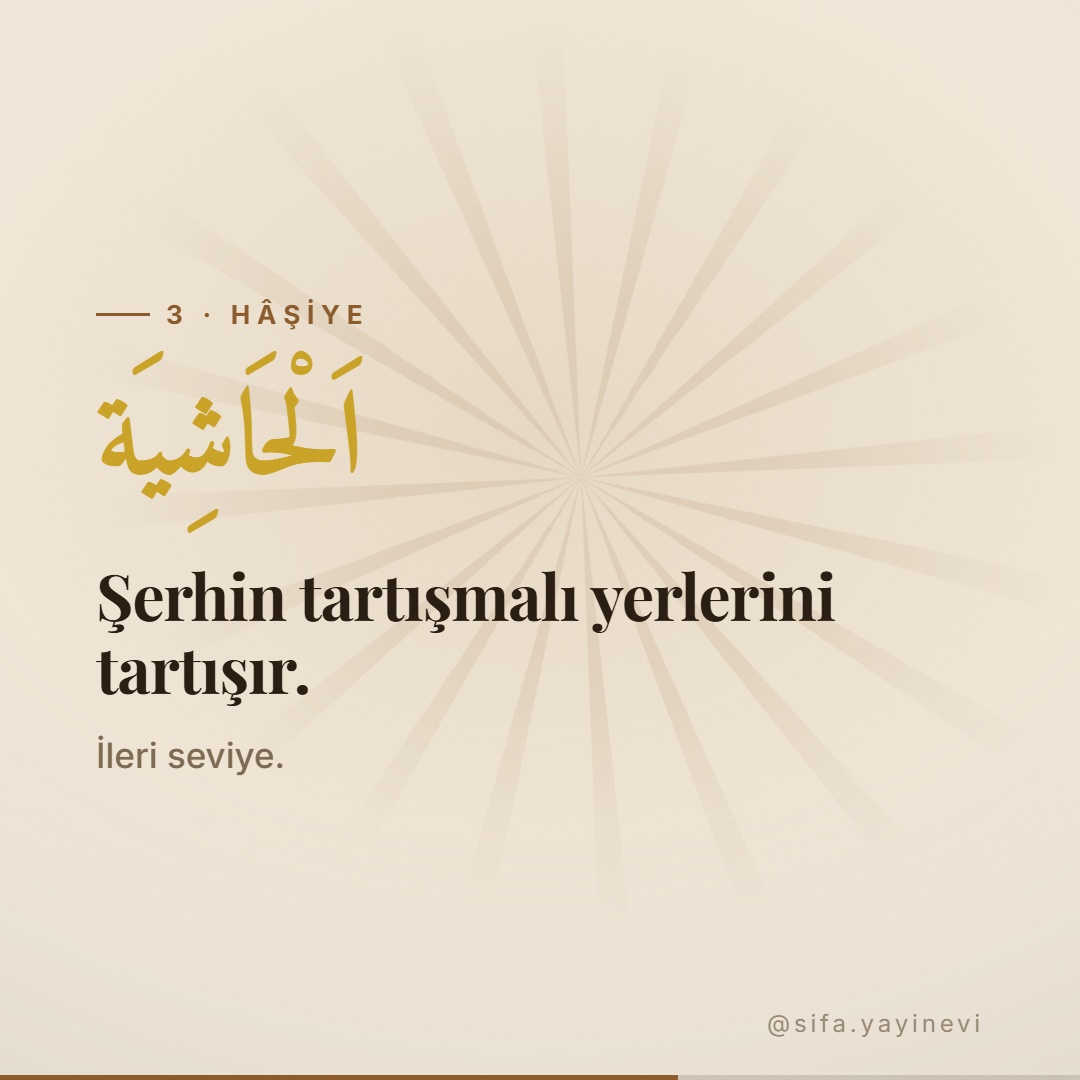 3 · HÂŞİYE
اَلْحَاشِيَة
Şerhin tartışmalı yerlerini
tartışır.
İleri seviye.
@sifa.yayinevi